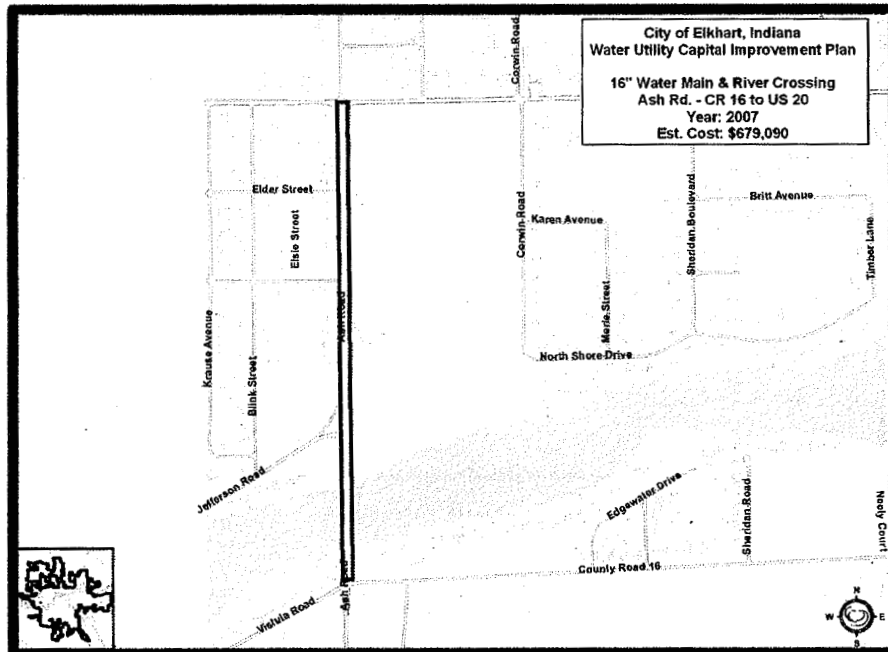 City of Elkhart, Indiana
Water Utility Capital Improvement Plan
16" Water Main & River Crossing
Ash Rd. - CR 16 to US 20
Year: 2007
Est. Cost: $679,090
Corwin Road
Elder Street
Elsie Street
Ash Road
Krause Avenue
Blink Street
Jefferson Road
Corwin Road
Karen Avenue
Merle Street
Sheridan Boulevard
Britt Avenue
Timber Lane
North Shore Drive
Edgewater Drive
Sheridan Road
Neely Court
County Road 16
Ash Road
Vistula Road
N
W
E
S